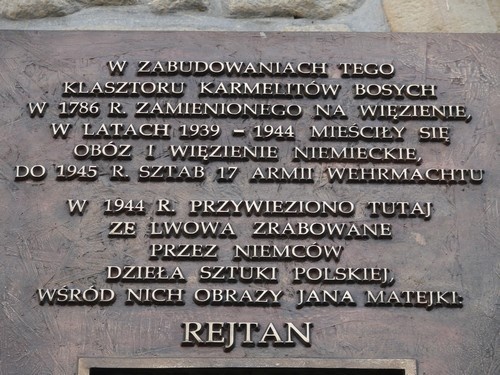 W ZABUDOWANIACH TEGO
KLASZTORU KARMELITÓW BOSYCH
W 1786 R. ZAMIENIONEGO NA WIĘZIENIE,
W LATACH 1939 – 1944 MIEŚCIŁY SIĘ
OBÓZ I WIĘZIENIE NIEMIECKIE,
DO 1945 R. SZTAB 17 ARMII WEHRMACHTU
W 1944 R. PRZYWIEZIONO TUTAJ
ZE LWOWA ZRABOWANE
PRZEZ NIEMCÓW
DZIEŁA SZTUKI POLSKIEJ,
WŚRÓD NICH OBRAZY JANA MATEJKI:
REJTAN